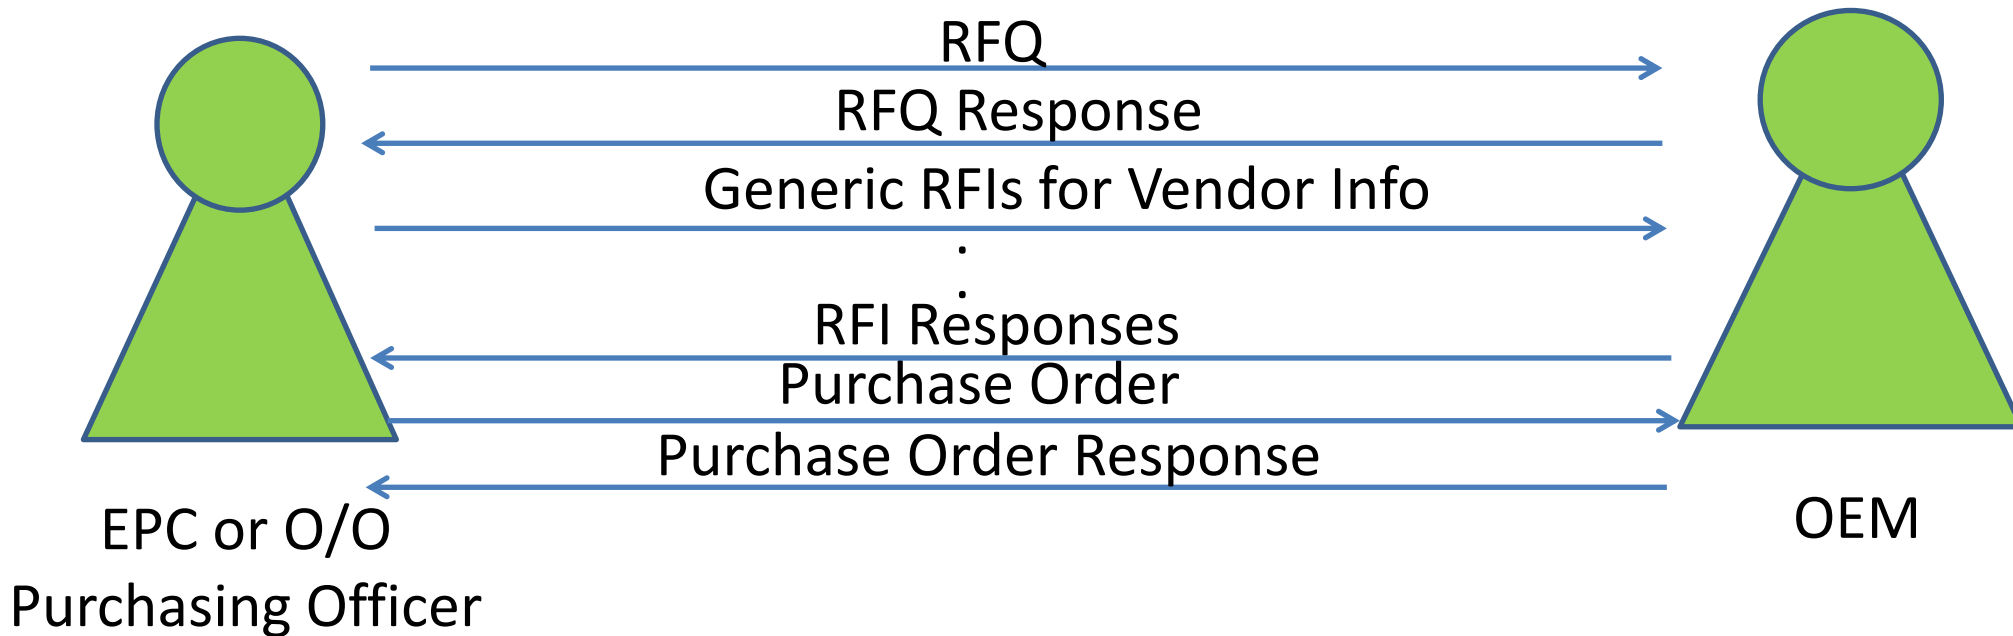 RFQ
RFQ Response
Generic RFIs for Vendor Info
.
.
RFI Responses
Purchase Order
Purchase Order Response
EPC or O/O
Purchasing Officer
OEM